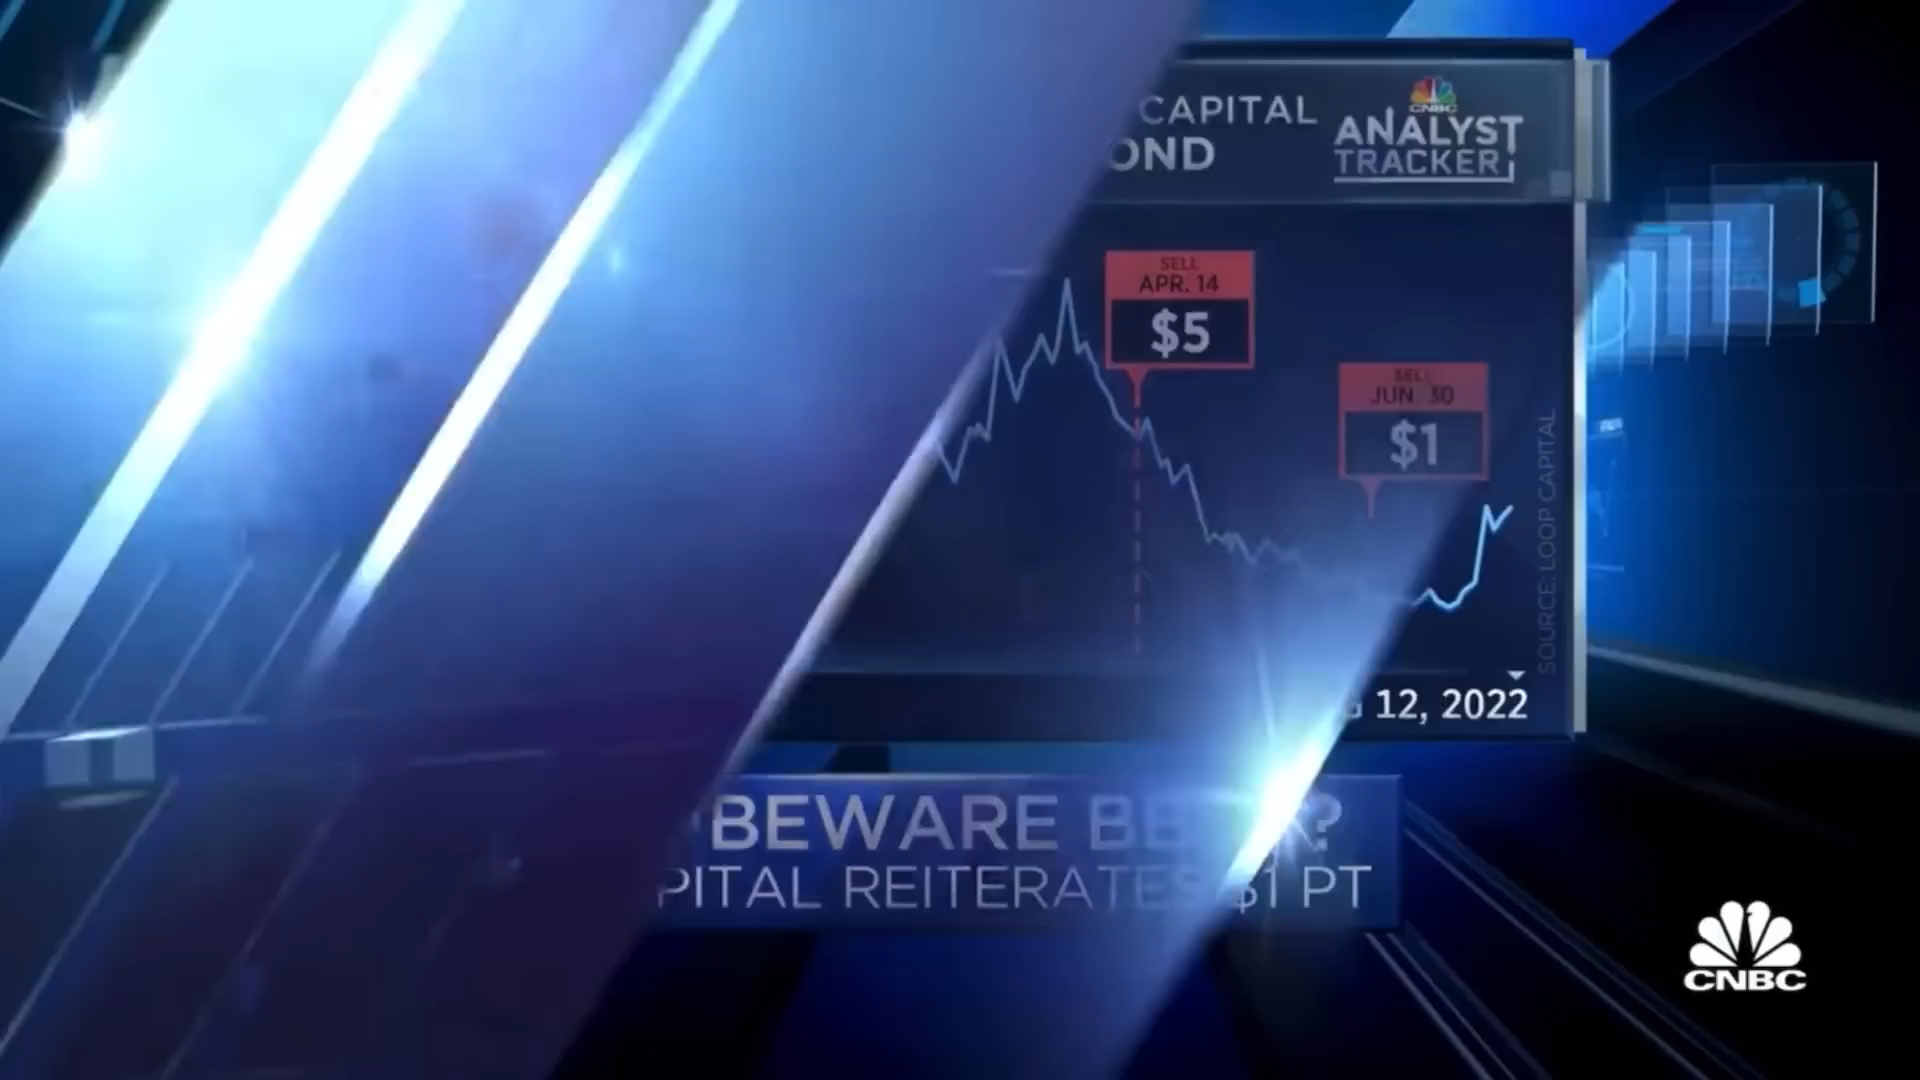 CAPITAL
OND
CNBC
ANALYST
TRACKER
SELL
APR. 14
$5
SELL
JUN 30
$1
SOURCE: LOOP CAPITAL
12, 2022
BEWARE
PITAL REITERATES $1 PT
CNBC